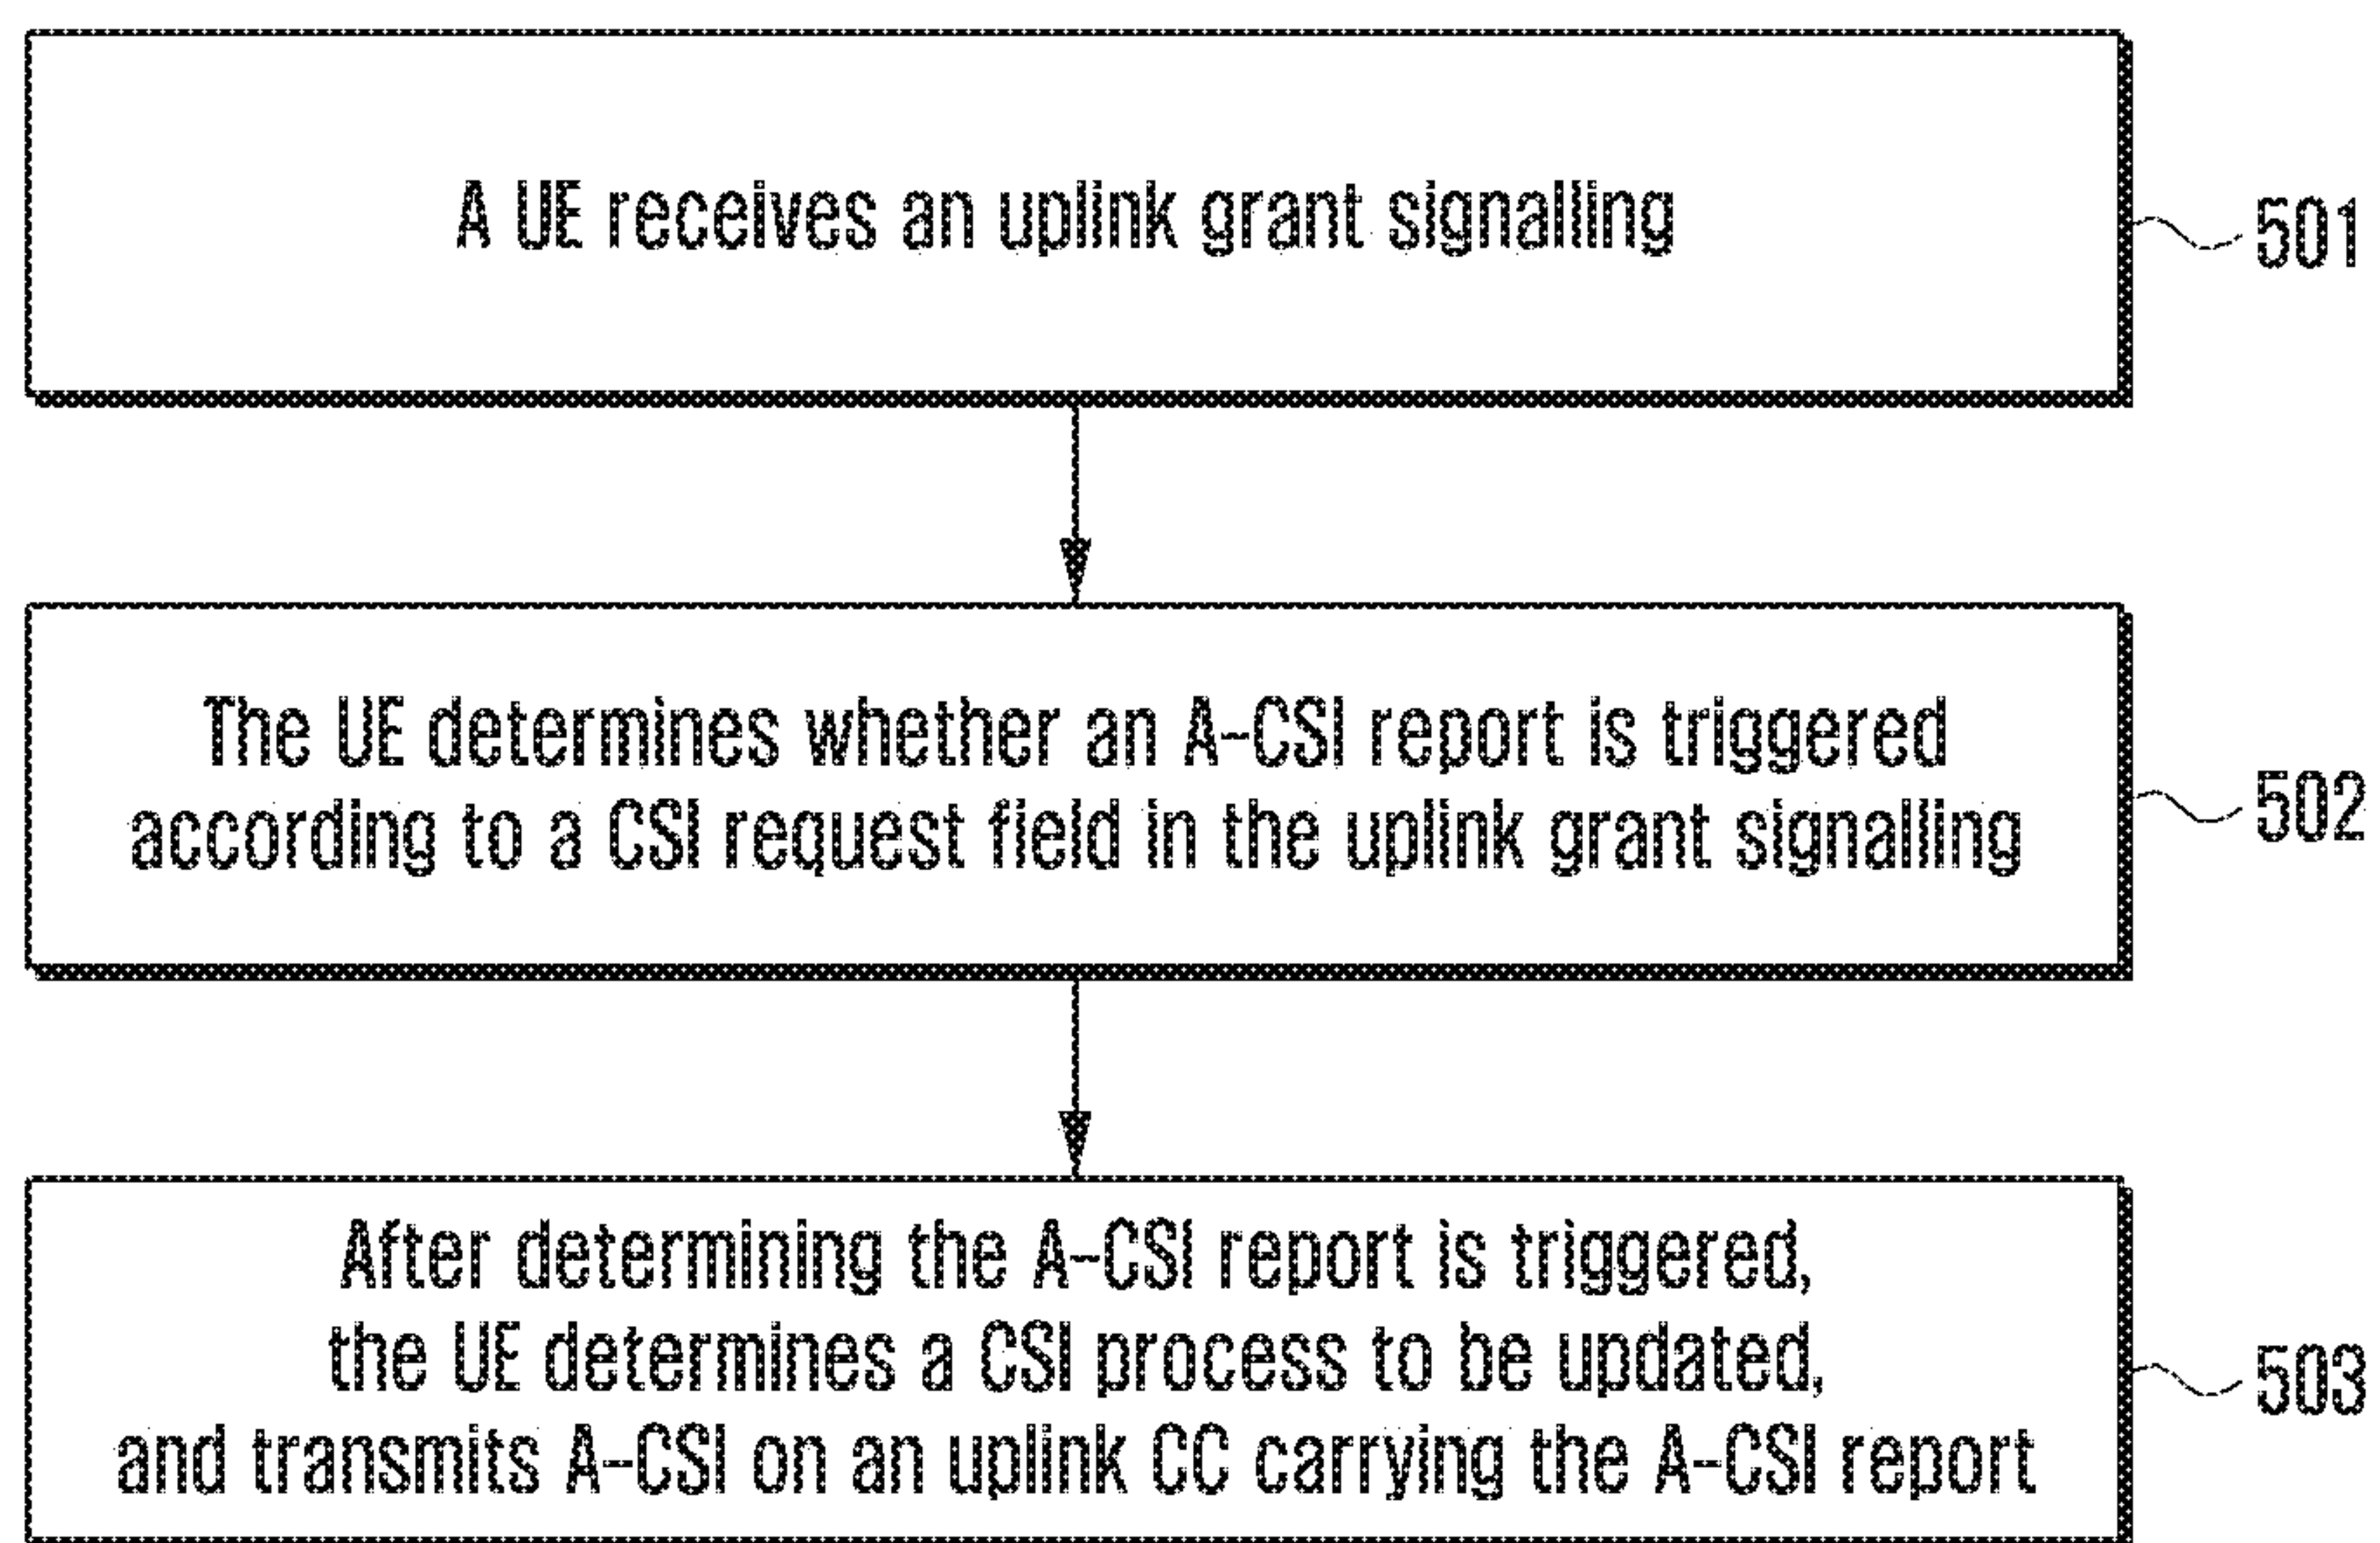 A UE receives an uplink grant signalling
501
The UE determines whether an A-CSI report is triggered
according to a CSI request field in the uplink grant signalling
502
After determining the A-CSI report is triggered,
the UE determines a CSI process to be updated,
and transmits A-CSI on an uplink CC carrying the A-CSI report
503